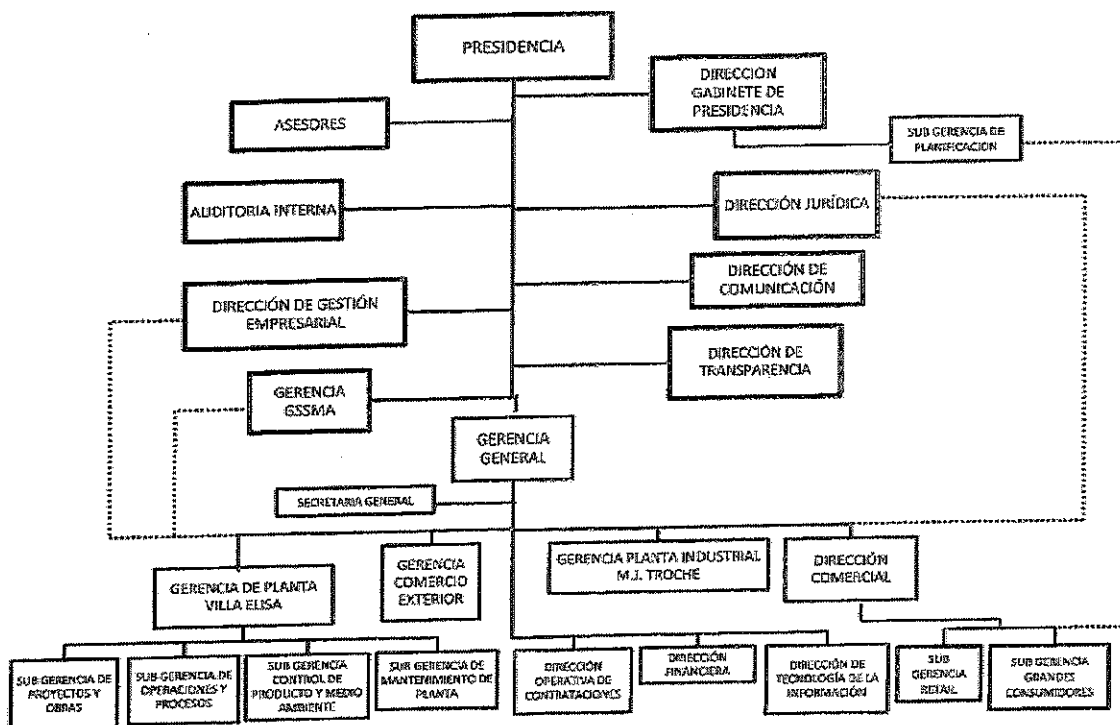 PRESIDENCIA
DIRECCIÓN
GABINETE DE
PRESIDENCIA
ASESORES
SUB GERENCIA DE
PLANIFICACION
AUDITORIA INTERNA
DIRECCIÓN JURÍDICA
DIRECCIÓN DE
COMUNICACIÓN
DIRECCIÓN DE GESTIÓN
EMPRESARIAL
DIRECCIÓN DE
TRANSPARENCIA
GERENCIA
GSSMA
GERENCIA
GENERAL
SECRETARIA GENERAL
GERENCIA DE PLANTA
VILLA ELISA
GERENCIA
COMERCIO
EXTERIOR
GERENCIA PLANTA INDUSTRIAL
M.J. TROCHE
DIRECCIÓN
COMERCIAL
SUB GERENCIA DE
PROYECTOS Y
OBRAS
SUB-GERENCIA DE
OPERACIONES Y
PROCESOS
SUB GERENCIA
CONTROL DE
PRODUCTO Y MEDIO
AMBIENTE
SUB GERENCIA DE
MANTENIMIENTO DE
PLANTA
DIRECCIÓN
OPERATIVA DE
CONTRATACIONES
DIRECCIÓN
FINANCIERA
DIRECCIÓN DE
TECNOLOGÍA DE LA
INFORMACIÓN
SUB
GERENCIA
RETAIL
SUB GERENCIA
GRANDES
CONSUMIDORES